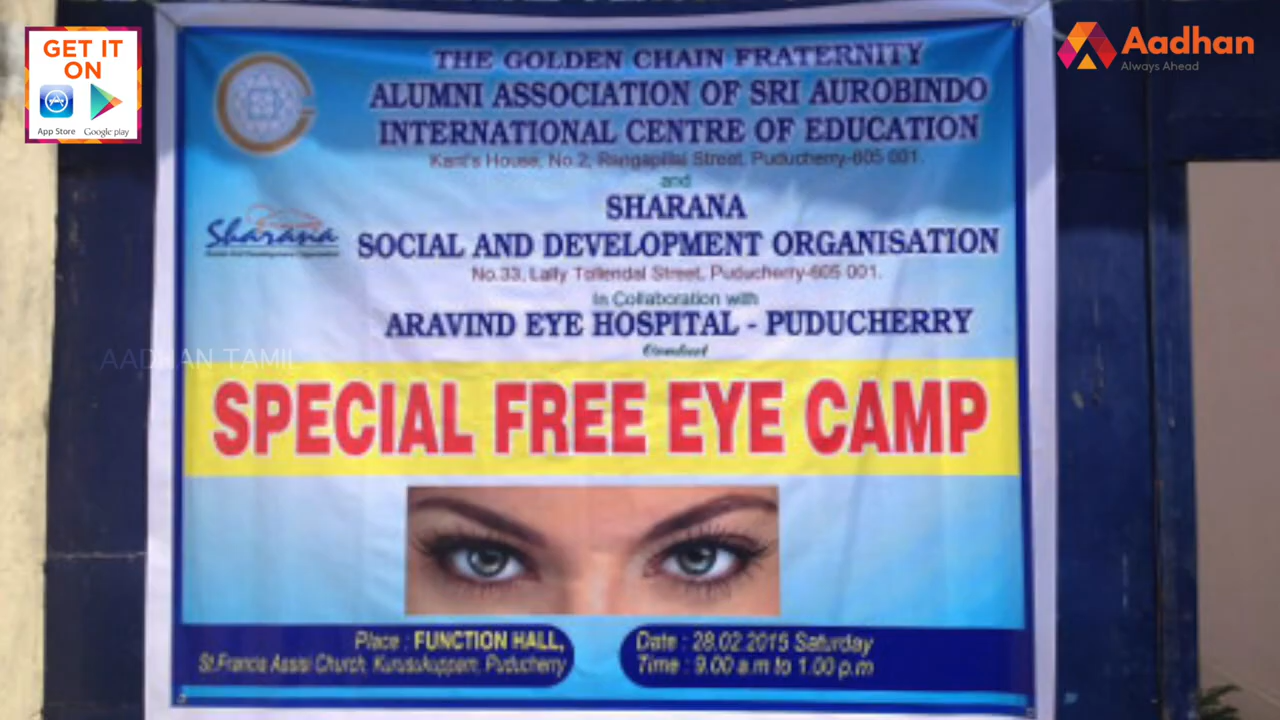 GET IT
ON
App Store Google play
Aadhan
Always Ahead
THE GOLDEN CHAIN FRATERNITY
ALUMNI ASSOCIATION OF SRI AUROBINDO
INTERNATIONAL CENTRE OF EDUCATION
House, No.2, Rangapillai Street, Puducherry-605 001.
and
Sharana
SHARANA
SOCIAL AND DEVELOPMENT ORGANISATION
No.33, Lally Tollendal Street, Puducherry-605 001.
In Collaboration with
ARAVIND EYE HOSPITAL - PUDUCHERRY
Conduct
AADHAN TAMIL
SPECIAL FREE EYE CAMP
Place : FUNCTION HALL,
St.Francis Assisi Church, Kurusukuppam, Puducherry
Date : 28.02.2015 Saturday
Time : 9.00 a.m to 1.00 p.m